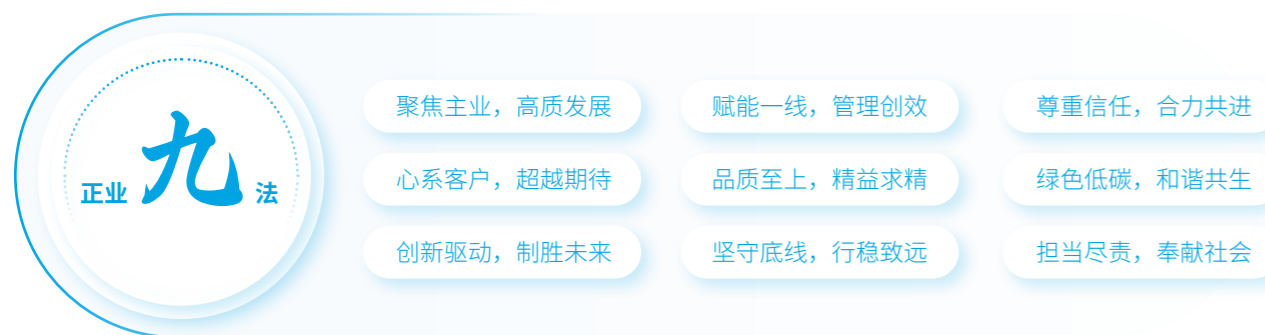 正业九法
聚焦主业，高质发展
赋能一线，管理创效
尊重信任，合力共进
心系客户，超越期待
品质至上，精益求精
绿色低碳，和谐共生
创新驱动，制胜未来
坚守底线，行稳致远
担当尽责，奉献社会